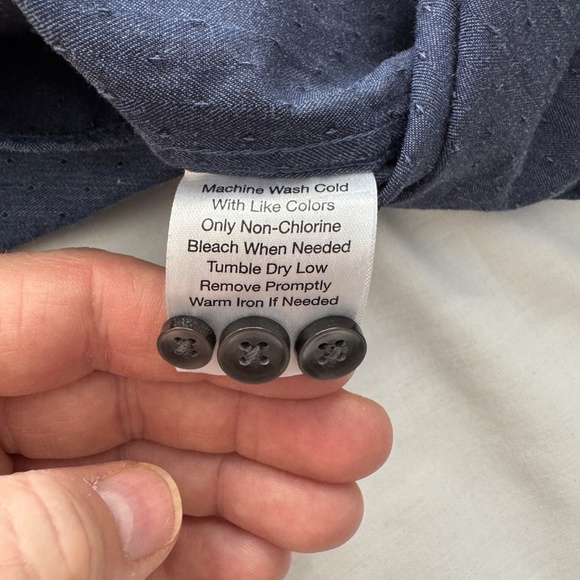 Machine Wash Cold
With Like Colors
Only Non-Chlorine
Bleach When Needed
Tumble Dry Low
Remove Promptly
Warm Iron If Needed